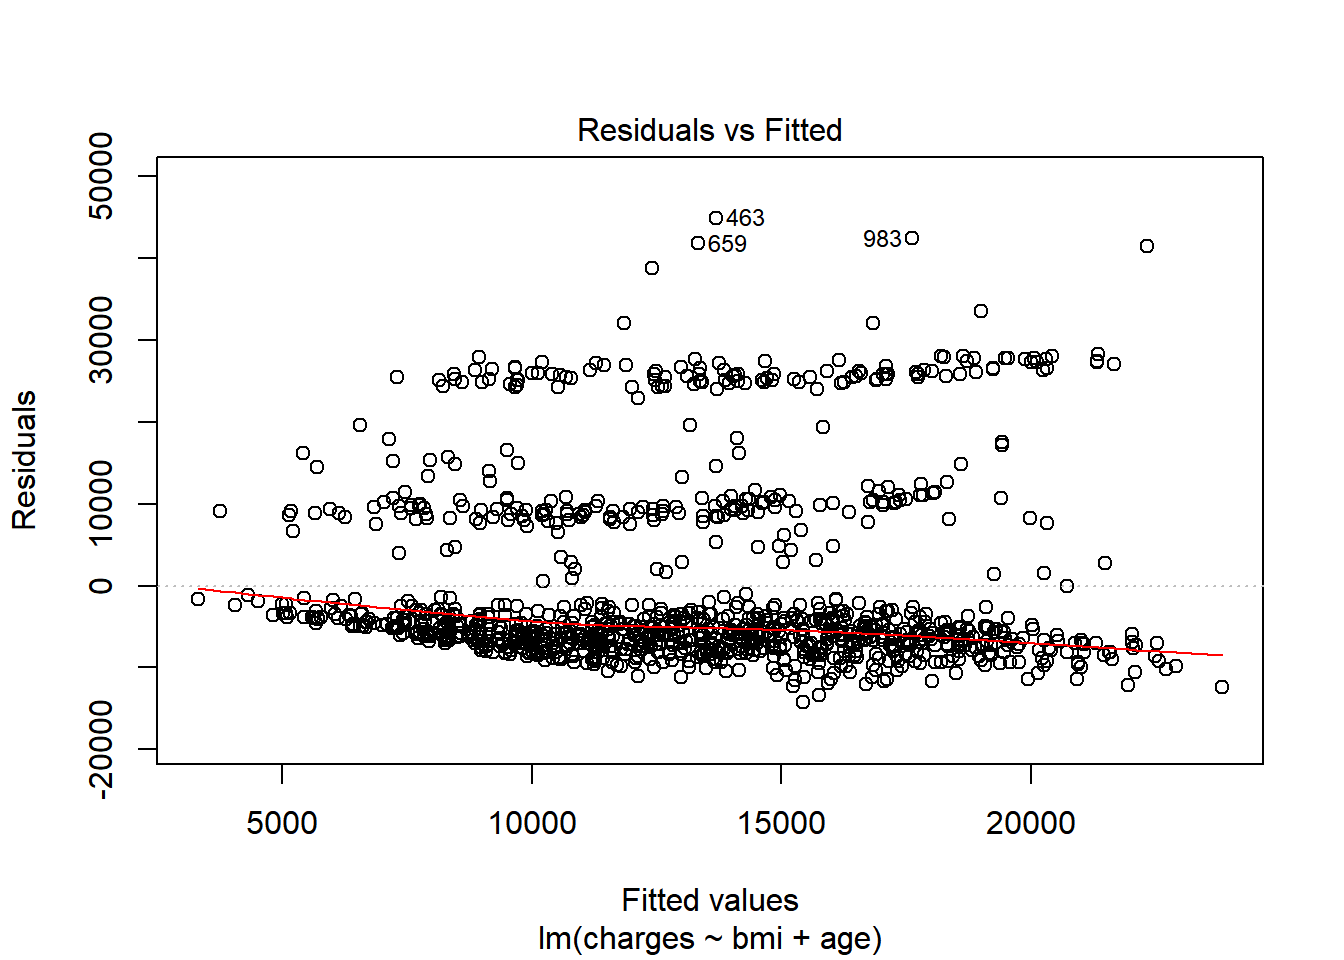 Residuals vs Fitted
50000
30000
10000
0
-20000
Residuals
463
659
983
5000 10000 15000 20000
Fitted values
lm(charges ~ bmi + age)